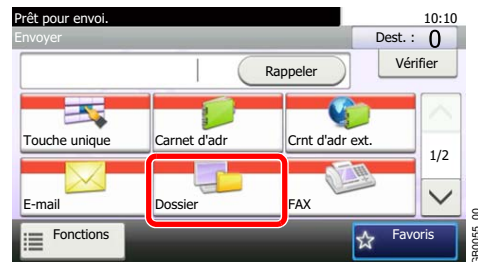 Prêt pour envoi. 10:10
Envoyer Dest. : 0
Rappeler Vérifier
Touche unique Carnet d'adr Crnt d'adr ext.
1/2
E-mail Dossier FAX
Fonctions Favoris
GB0055_00